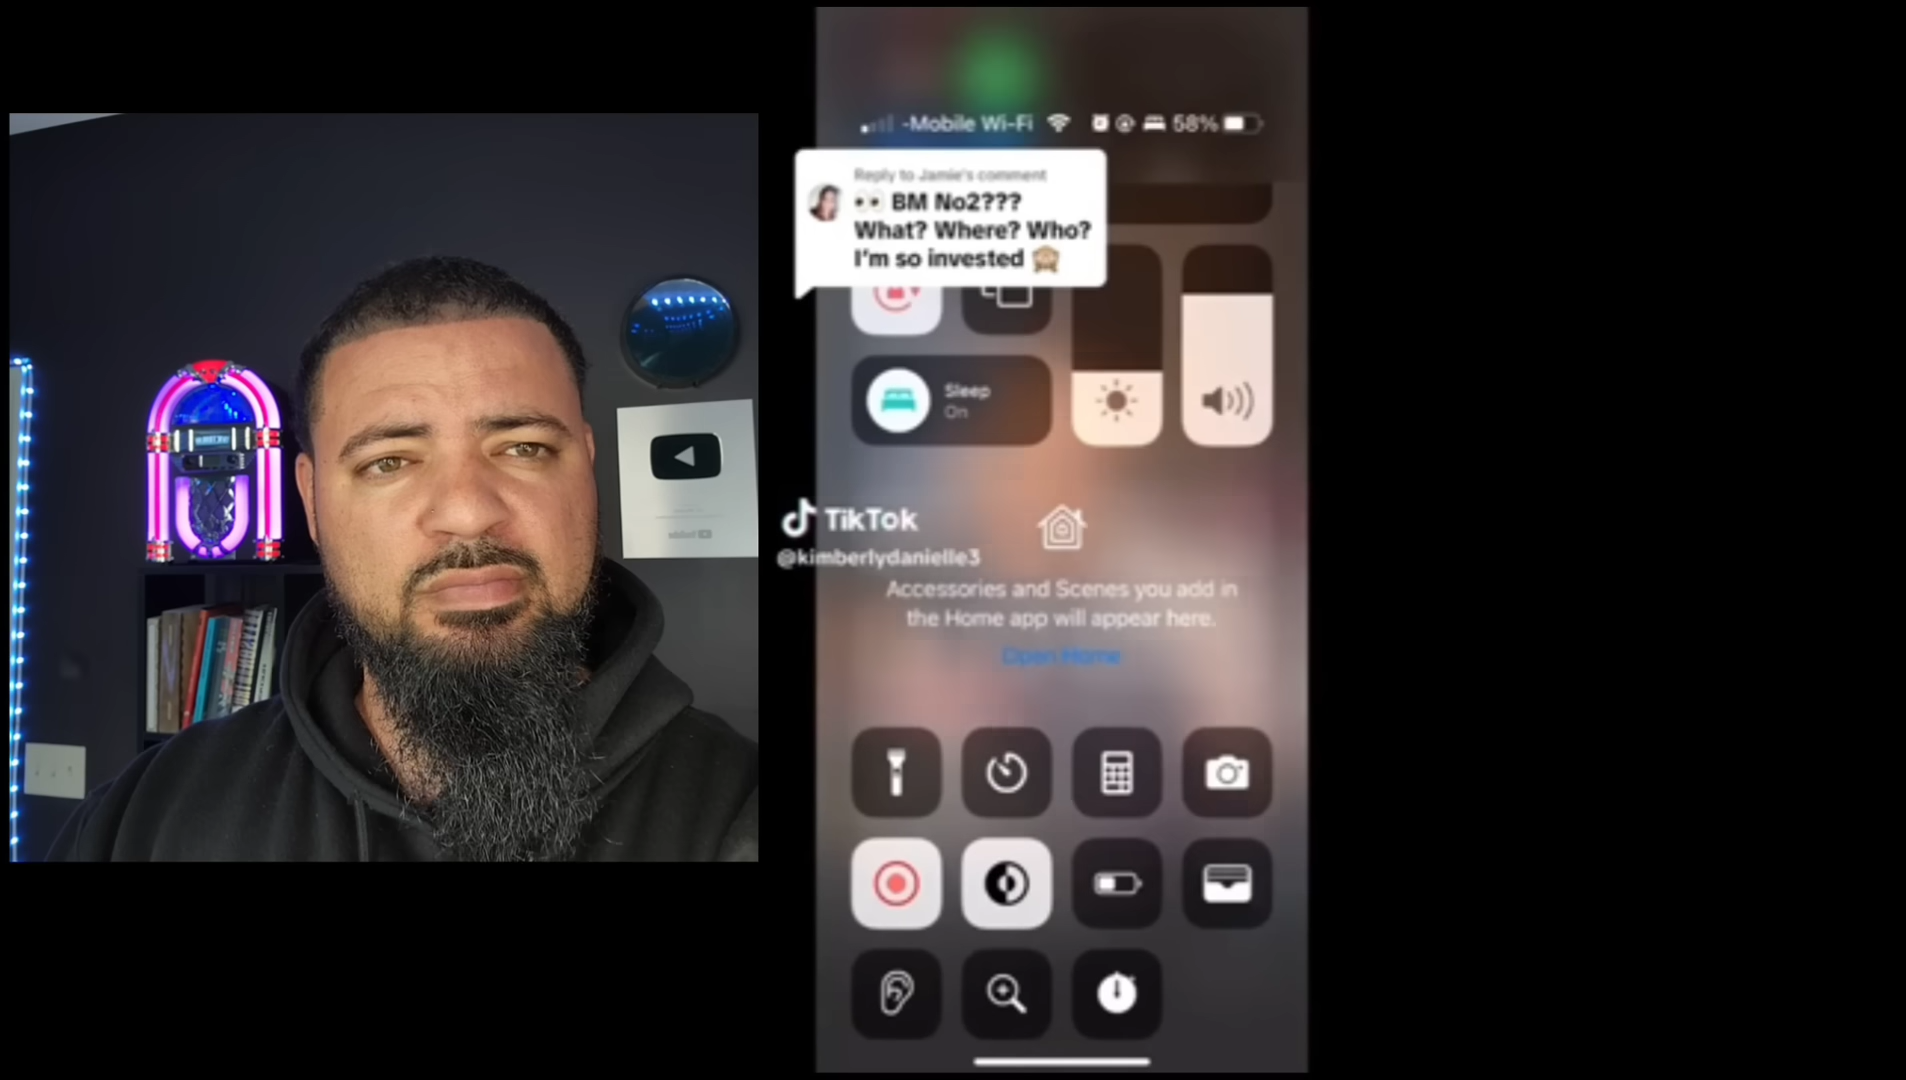 -Mobile Wi-Fi 58%
Reply to Jamie's comment
👀 BM No2???
What? Where? Who?
I'm so invested 🙈
Sleep
On
TikTok
@kimberlydanielle3
Accessories and Scenes you add in
the Home app will appear here.
Open Home